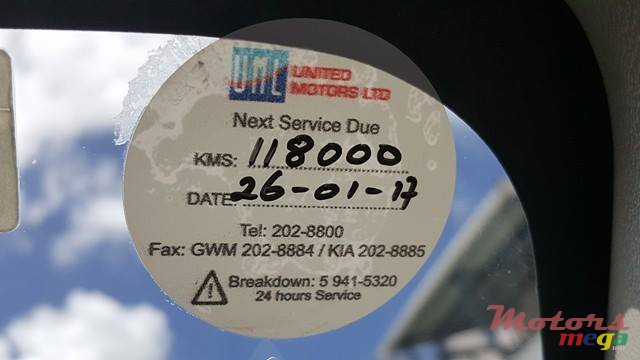 UML UNITED
MOTORS LTD
Next Service Due
KMS: 118000
DATE: 26-01-17
Tel: 202-8800
Fax: GWM 202-8884 / KIA 202-8885
Breakdown: 5 941-5320
24 hours Service
Motors
mega.com